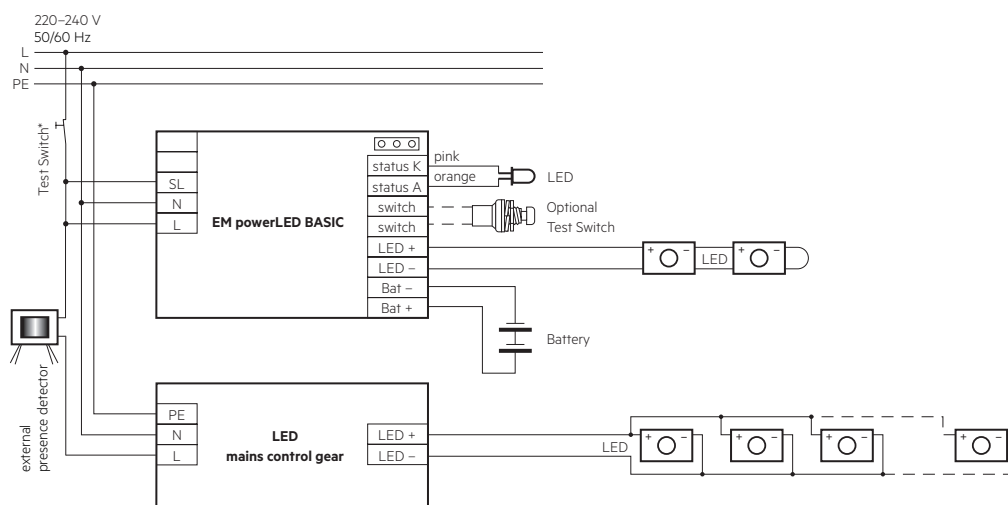 220–240 V
50/60 Hz
L
N
PE
Test Switch*
SL
N
L
EM powerLED BASIC
status K
status A
switch
switch
LED +
LED –
Bat –
Bat +
pink
orange
LED
Optional
Test Switch
+ –
LED
+ –
Battery
external
presence detector
PE
N
L
LED
mains control gear
LED +
LED –
LED
+ –
+ –
+ –
+ –